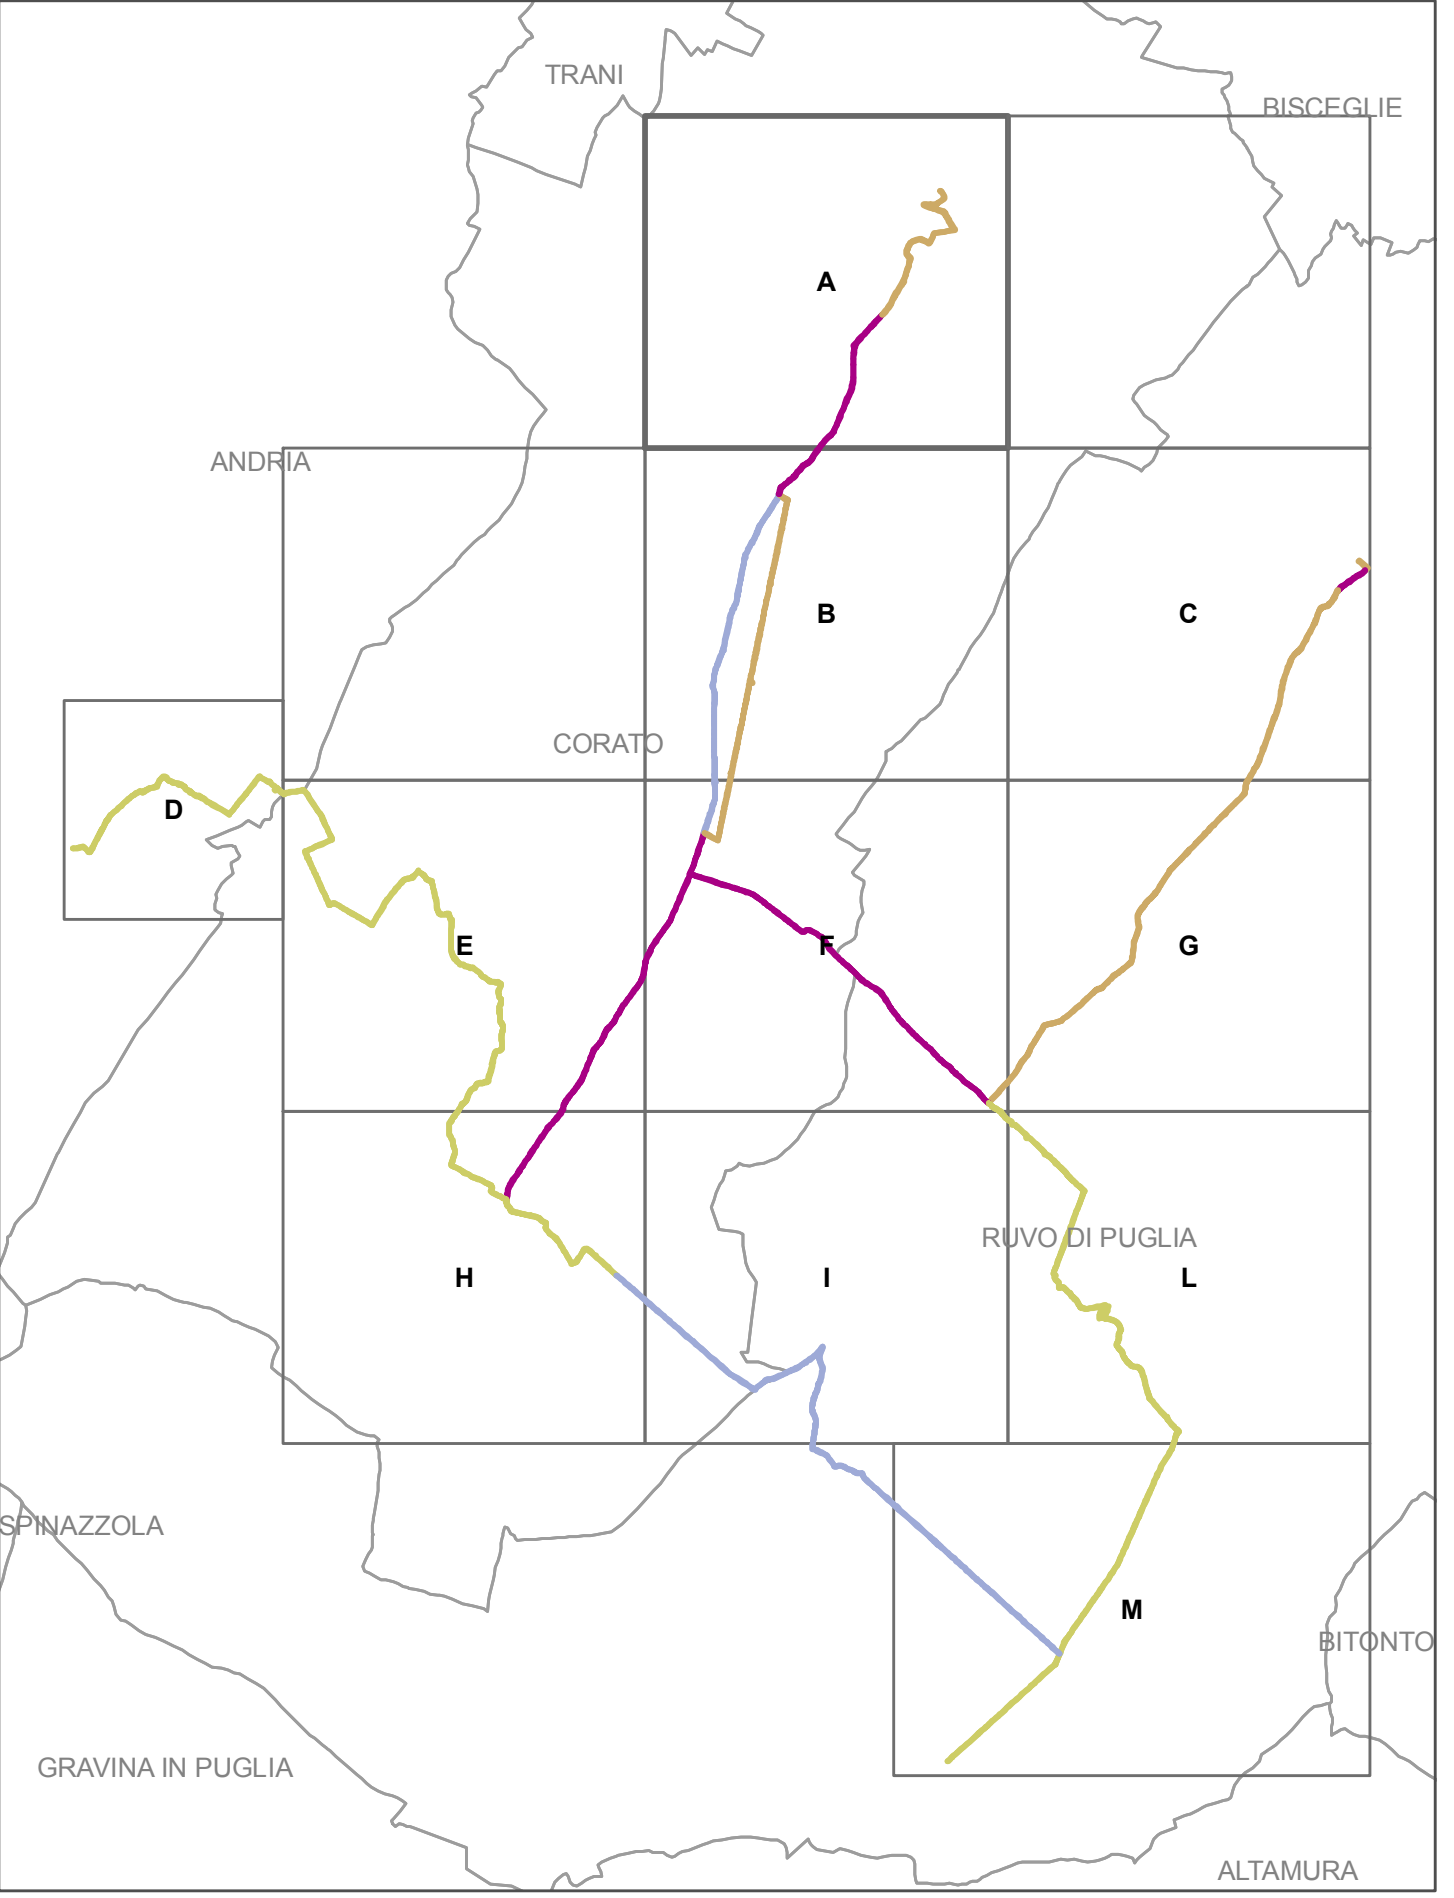 TRANI
BISCEGLIE
A
ANDRIA
B
C
CORATO
D
E
F
G
RUVO DI PUGLIA
H
I
L
SPINAZZOLA
M
BITONTO
GRAVINA IN PUGLIA
ALTAMURA